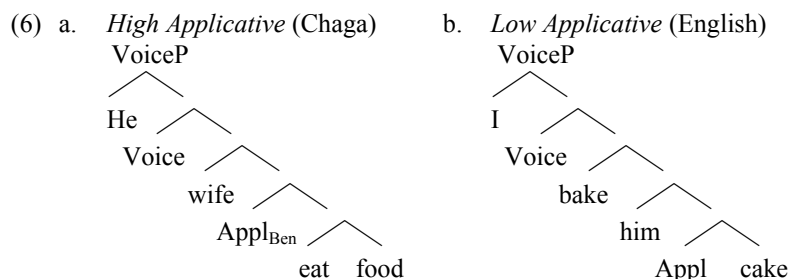 (6) a. High Applicative (Chaga) b. Low Applicative (English)
VoiceP VoiceP
He I
Voice Voice
wife bake
ApplBen him
eat food Appl cake